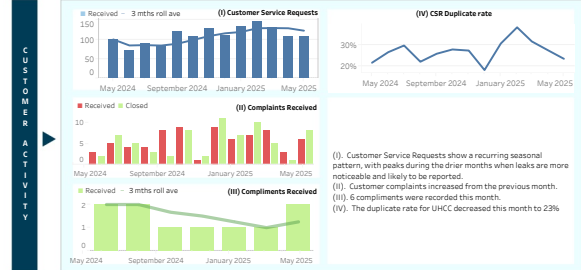 CUSTOMER ACTIVITY
Received 3 mths roll ave (I) Customer Service Requests
150
100
50
0
May 2024 September 2024 January 2025 May 2025
(IV) CSR Duplicate rate
30%
20%
May 2024 September 2024 January 2025 May 2025
Received Closed (II) Complaints Received
10
5
0
May 2024 September 2024 January 2025 May 2025
Received 3 mths roll ave (III) Compliments Received
2
1
0
May 2024 September 2024 January 2025 May 2025
(I). Customer Service Requests show a recurring seasonal
pattern, with peaks during the drier months when leaks are more
noticeable and likely to be reported.
(II). Customer complaints increased from the previous month.
(III). 6 compliments were recorded this month.
(IV). The duplicate rate for UHCC decreased this month to 23%